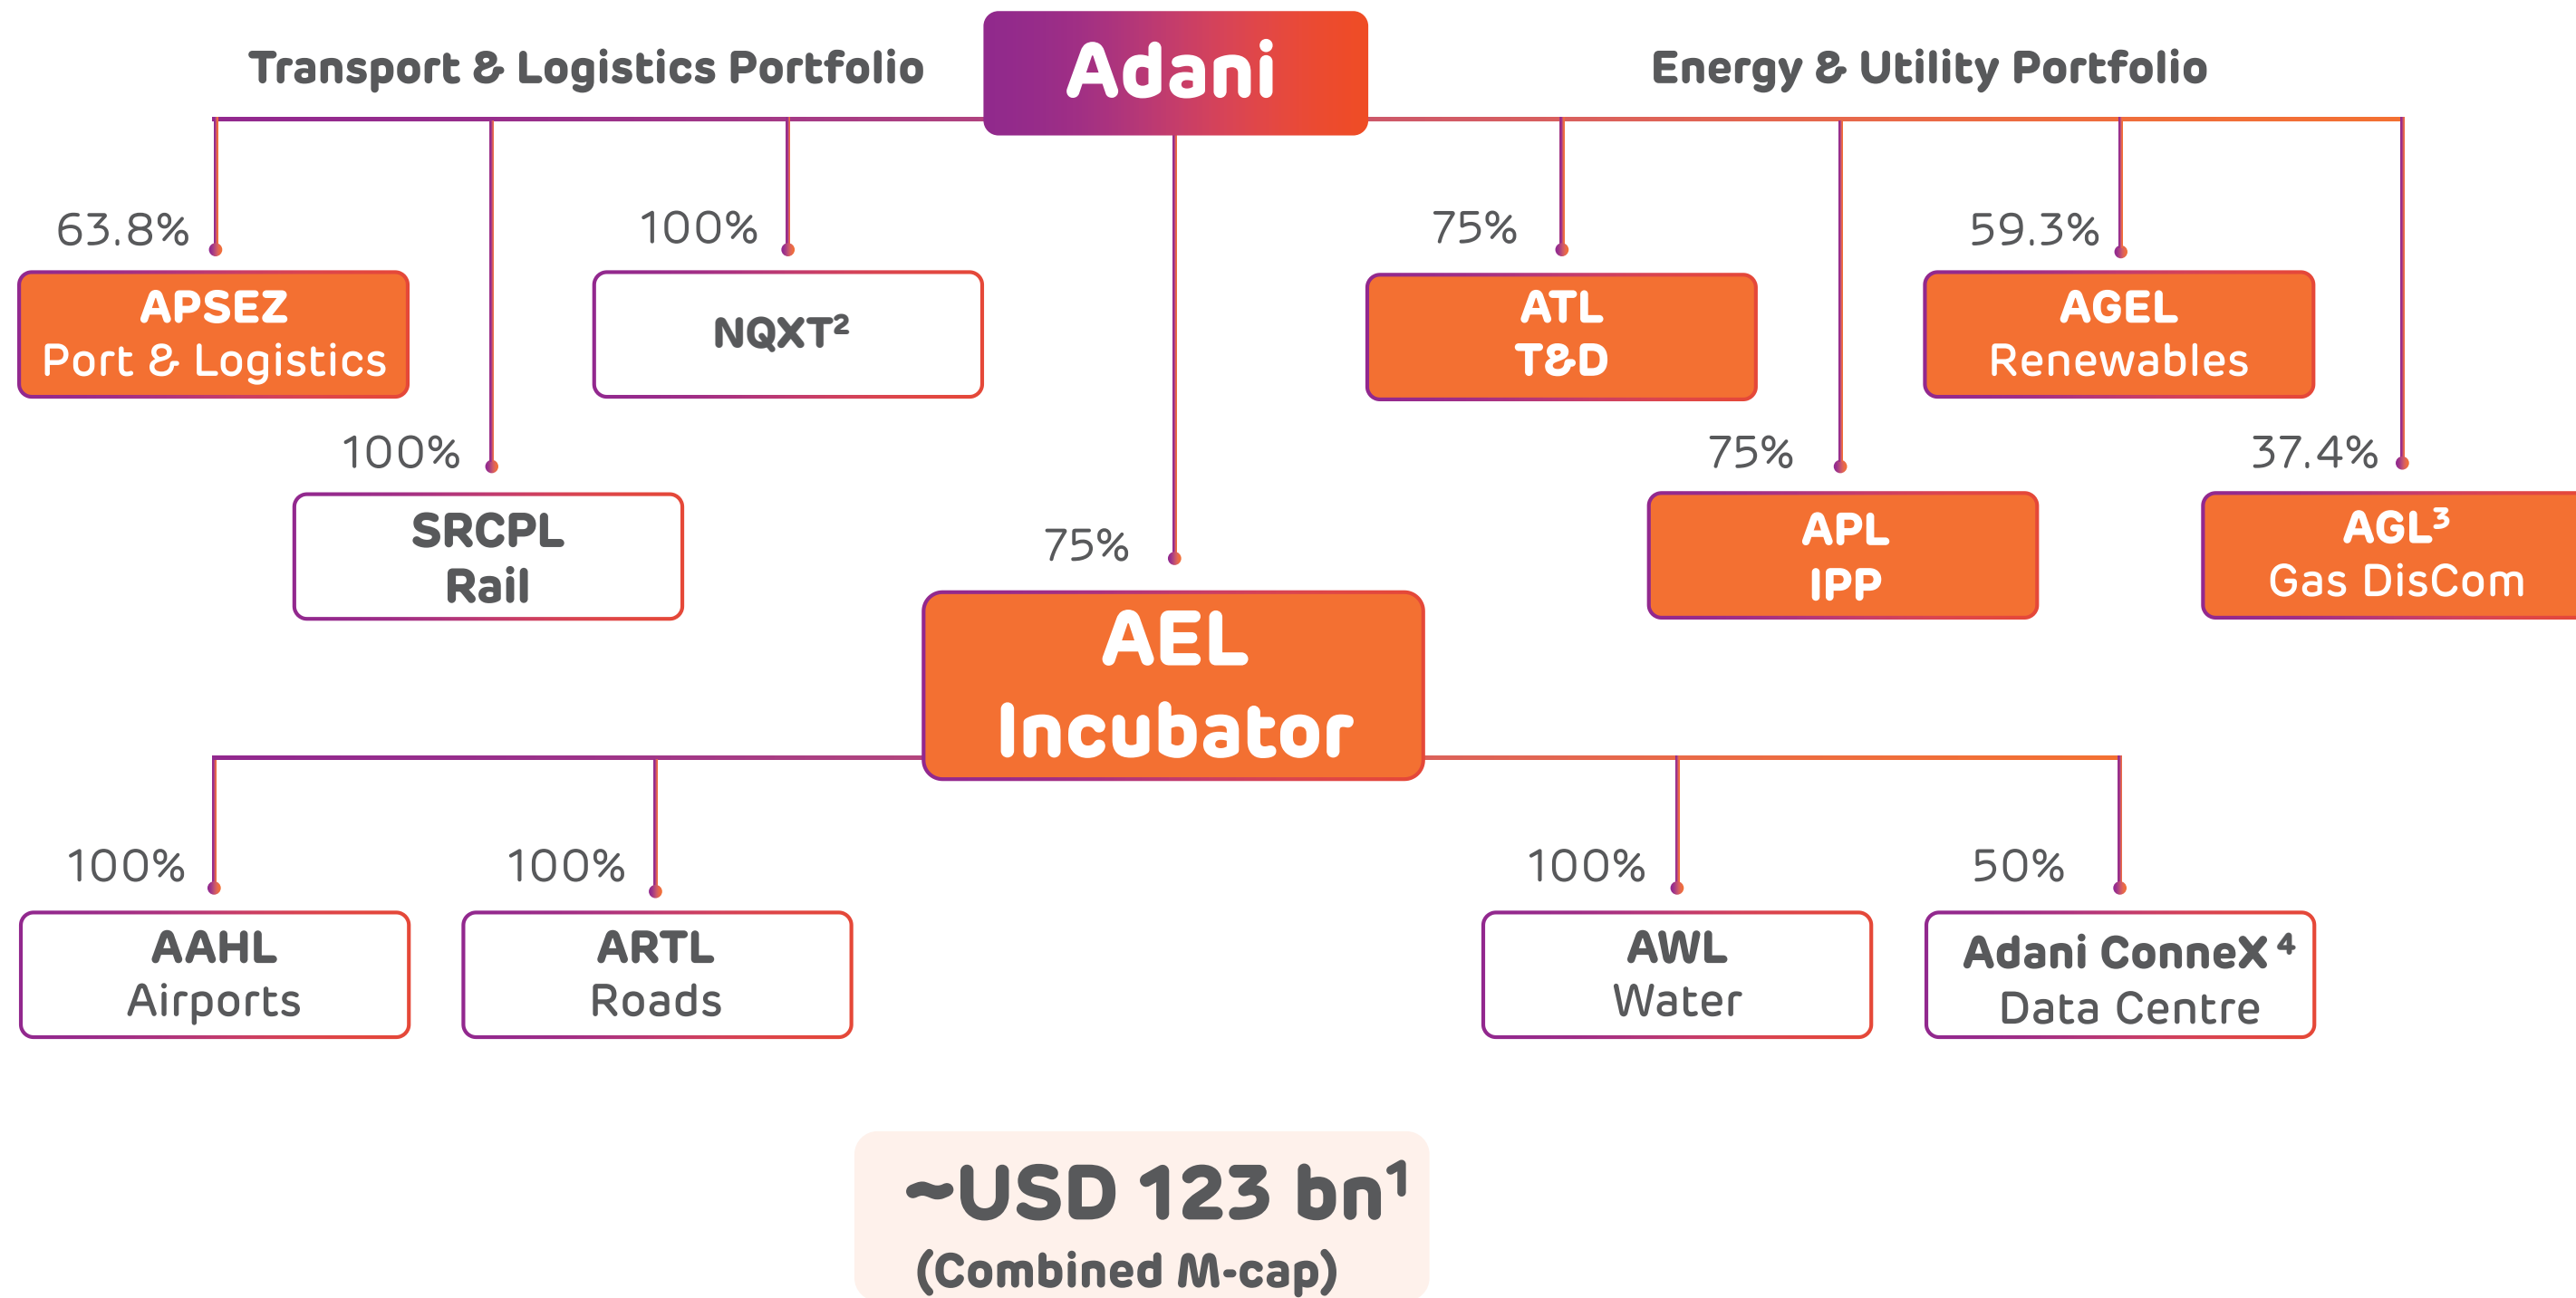 Adani
Transport & Logistics Portfolio
Energy & Utility Portfolio
63.8%
APSEZ
Port & Logistics
100%
SRCPL
Rail
100%
NQXT²
75%
AEL
Incubator
75%
ATL
T&D
75%
APL
IPP
59.3%
AGEL
Renewables
37.4%
AGL³
Gas DisCom
100%
AAHL
Airports
100%
ARTL
Roads
100%
AWL
Water
50%
Adani ConneX ⁴
Data Centre
~USD 123 bn¹
(Combined M-cap)